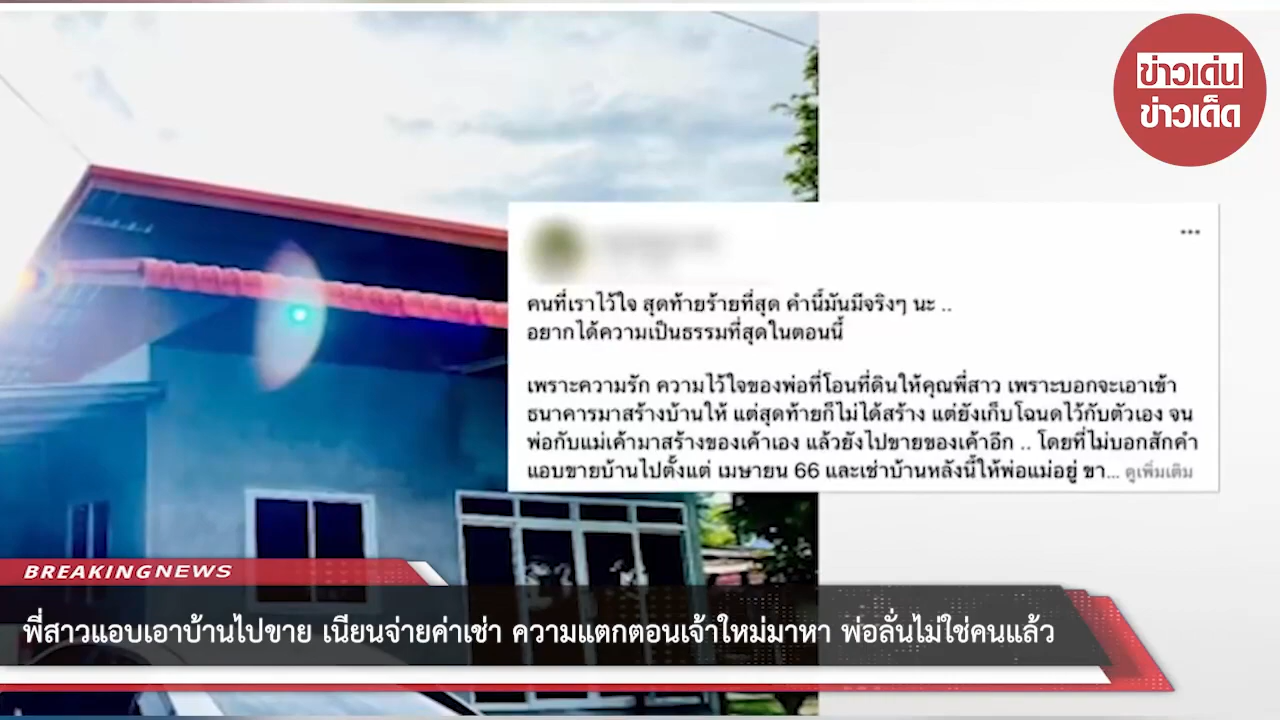 ข่าวเด่น
ข่าวเด็ด
คนที่เราไว้ใจ สุดท้ายร้ายที่สุด คำนี้มันมีจริงๆ นะ ..
อยากได้ความเป็นธรรมที่สุดในตอนนี้
เพราะความรัก ความไว้ใจของพ่อที่โอนที่ดินให้คุณพี่สาว เพราะบอกจะเอาเข้า
ธนาคารมาสร้างบ้านให้ แต่สุดท้ายก็ไม่ได้สร้าง แต่ยังเก็บโฉนดไว้กับตัวเอง จน
พ่อกับแม่เค้ามาสร้างของเค้าเอง แล้วยังไปขายของเค้าอีก .. โดยที่ไม่บอกสักคำ
แอบขายบ้านไปตั้งแต่ เมษายน 66 และเช่าบ้านหลังนี้ให้พ่อแม่อยู่ ขา... ดูเพิ่มเติม
BREAKING NEWS
พี่สาวแอบเอาบ้านไปขาย เนียนจ่ายค่าเช่า ความแตกตอนเจ้าใหม่มาหา พ่อลั่นไม่ใช่คนแล้ว